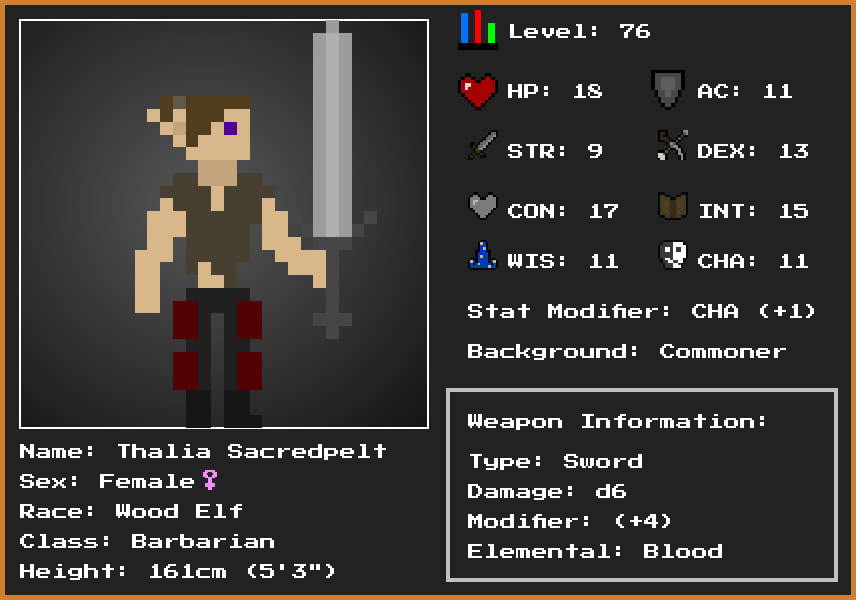 Level: 76
HP: 18
AC: 11
STR: 9
DEX: 13
CON: 17
INT: 15
WIS: 11
CHA: 11
Stat Modifier: CHA (+1)
Background: Commoner
Weapon Information:
Type: Sword
Damage: d6
Modifier: (+4)
Elemental: Blood
Name: Thalia Sacredpelt
Sex: Female♀
Race: Wood Elf
Class: Barbarian
Height: 161cm (5'3")